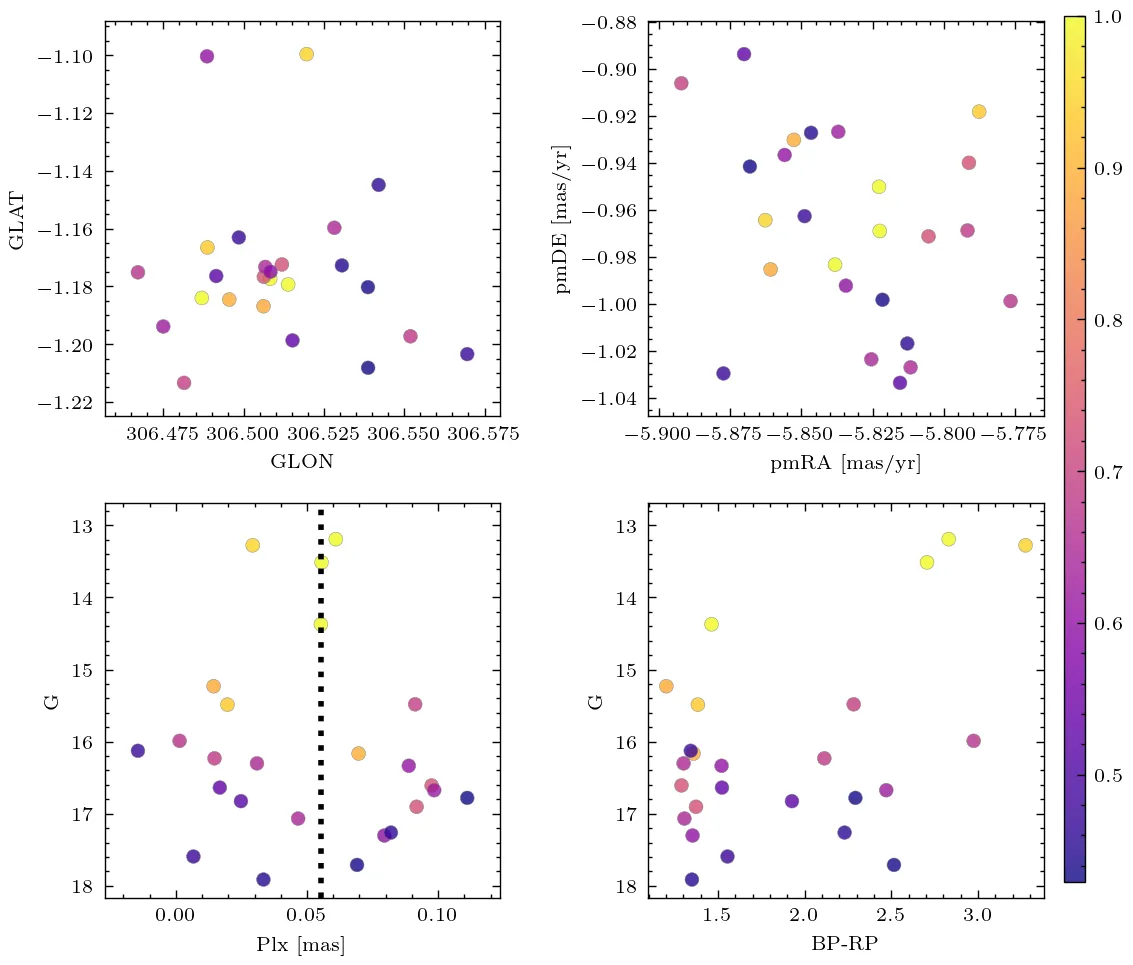 −1.10
−1.12
−1.14
−1.16
−1.18
−1.20
−1.22
GLAT
306.475 306.500 306.525 306.550 306.575
GLON
−0.88
−0.90
−0.92
−0.94
−0.96
−0.98
−1.00
−1.02
−1.04
pmDE [mas/yr]
−5.900 −5.875 −5.850 −5.825 −5.800 −5.775
pmRA [mas/yr]
13
14
15
16
17
18
G
0.00 0.05 0.10
Plx [mas]
13
14
15
16
17
18
G
1.5 2.0 2.5 3.0
BP-RP
1.0
0.9
0.8
0.7
0.6
0.5